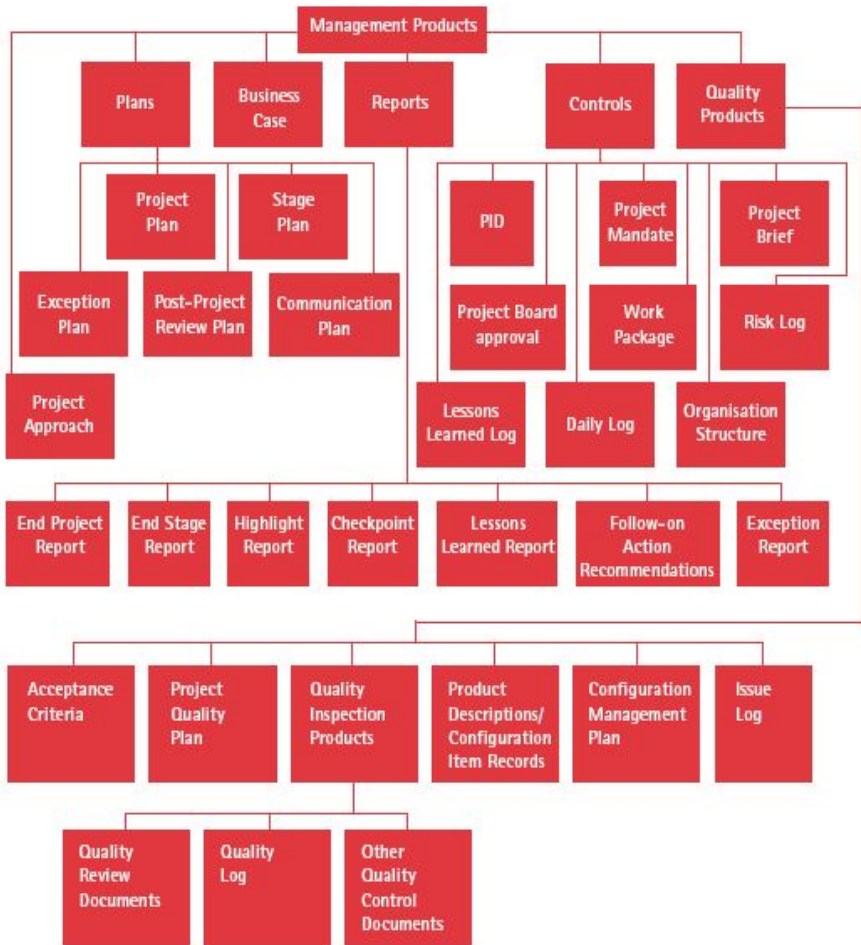 Management Products
Plans
Business
Case
Reports
Controls
Quality
Products
Project
Plan
Stage
Plan
PID
Project
Mandate
Project
Brief
Exception
Plan
Post-Project
Review Plan
Communication
Plan
Project Board
approval
Work
Package
Risk Log
Project
Approach
Lessons
Learned Log
Daily Log
Organisation
Structure
End Project
Report
End Stage
Report
Highlight
Report
Checkpoint
Report
Lessons
Learned Report
Follow-on
Action
Recommendations
Exception
Report
Acceptance
Criteria
Project
Quality
Plan
Quality
Inspection
Products
Product
Descriptions/
Configuration
Item Records
Configuration
Management
Plan
Issue
Log
Quality
Review
Documents
Quality
Log
Other
Quality
Control
Documents